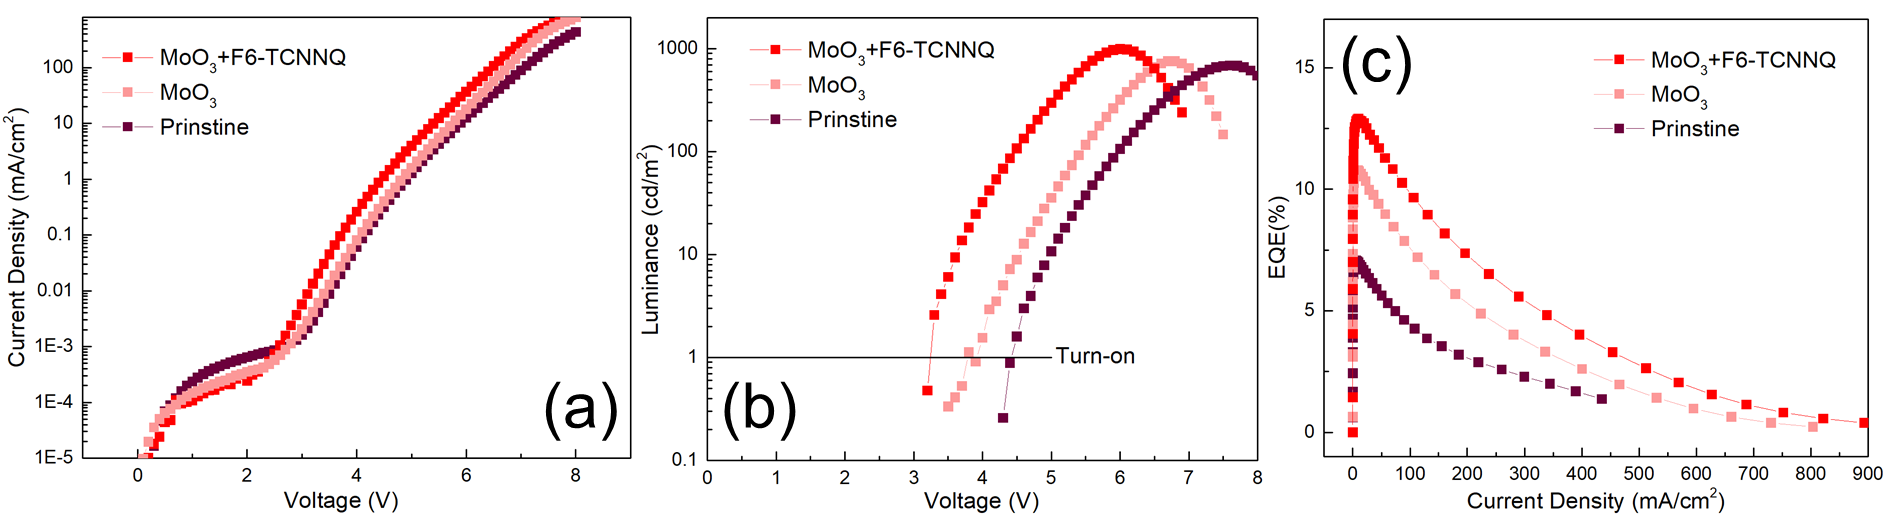 (a)
MoO3+F6-TCNNQ
MoO3
Prinstine
Current Density (mA/cm2)
100
10
1
0.1
0.01
1E-3
1E-4
1E-5
0
2
4
6
8
Voltage (V)
(b)
MoO3+F6-TCNNQ
MoO3
Prinstine
Luminance (cd/m2)
1000
100
10
1
0.1
Turn-on
0
1
2
3
4
5
6
7
8
Voltage (V)
(c)
MoO3+F6-TCNNQ
MoO3
Prinstine
EQE(%)
15
10
5
0
0
100
200
300
400
500
600
700
800
900
Current Density (mA/cm2)